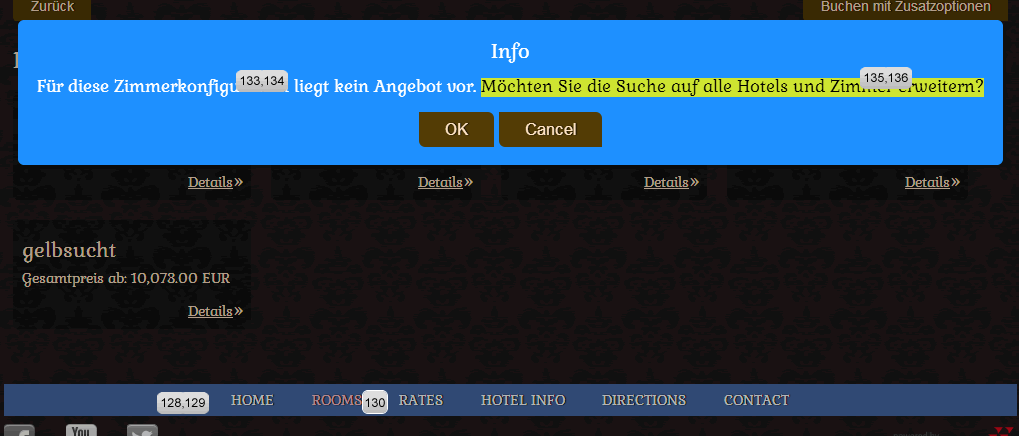 Zurück
Buchen mit Zusatzoptionen
Info
133,134
135,136
Für diese liegt kein Angebot vor. Möchten Sie die Suche auf alle Hotels und Zimmer erweitern?
OK
Cancel
Details»
Details»
Details»
Details»
gelbsucht
Gesamtpreis ab: 10,073.00 EUR
Details»
128,129
HOME
ROOMS
130
RATES
HOTEL INFO
DIRECTIONS
CONTACT
You